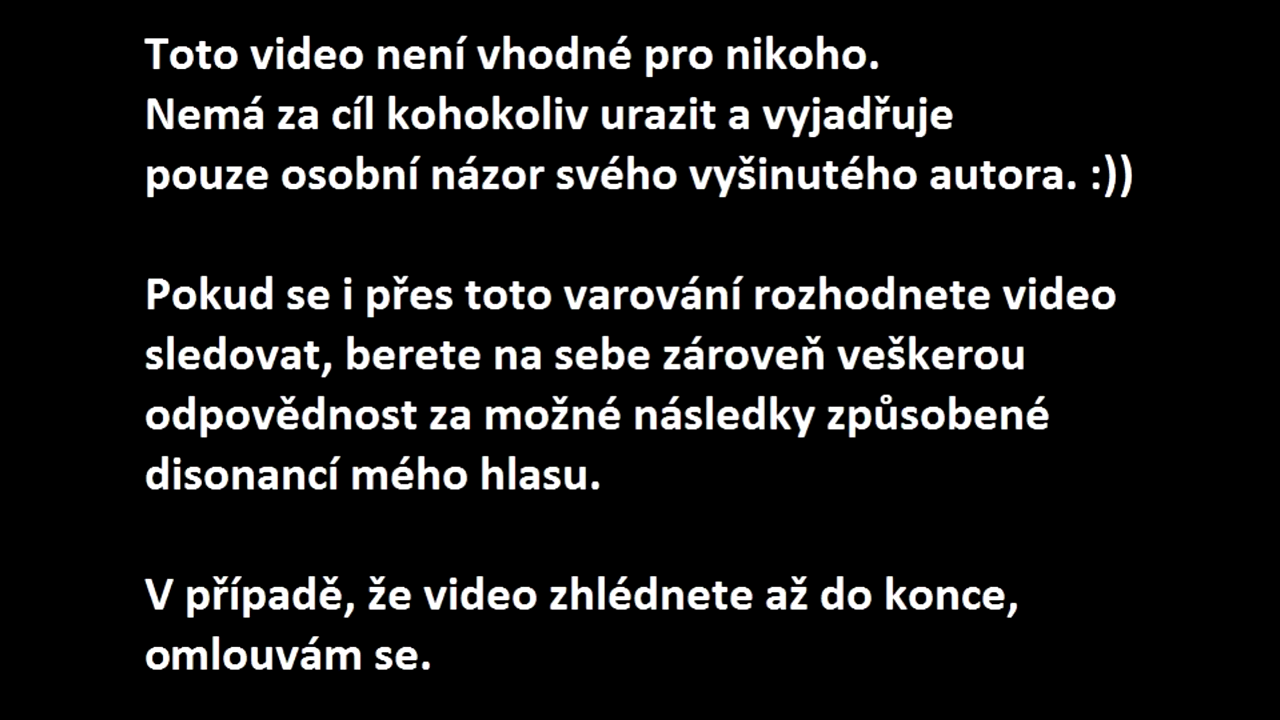 Toto video není vhodné pro nikoho.
Nemá za cíl kohokoliv urazit a vyjadřuje
pouze osobní názor svého vyšinutého autora. :))
Pokud se i přes toto varování rozhodnete video
sledovat, berete na sebe zároveň veškerou
odpovědnost za možné následky způsobené
disonancí mého hlasu.
V případě, že video zhlédnete až do konce,
omlouvám se.